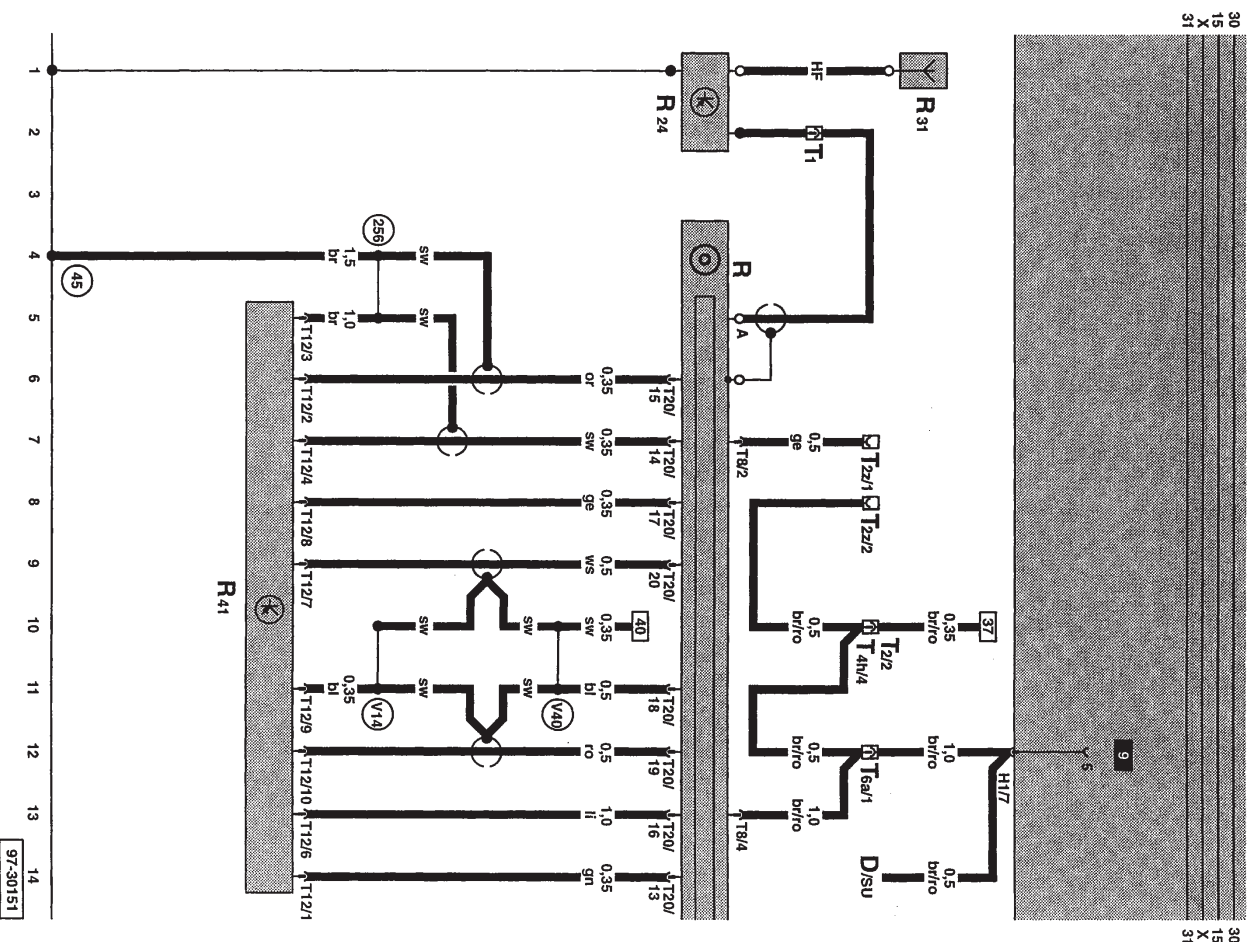 30
15
X
31
9
5
H1/7
1,0
br/ro
0,5
br/ro
D/SU
37
0,35
br/ro
T2/2
T4h/4
T6a/1
T2z/1
T2z/2
0,5
ge
0,5
br/ro
0,5
br/ro
1,0
br/ro
T8/2
T8/4
R31
HF
T1
R24
R
A
T20/
15
T20/
14
T20/
17
T20/
20
T20/
18
T20/
19
T20/
16
T20/
13
0,35
or
0,35
sw
0,35
ge
0,5
ws
40
0,35
sw
0,5
bl
0,5
ro
1,0
li
0,35
gn
V40
sw
sw
sw
sw
V14
0,35
bl
256
sw
sw
1,5
br
1,0
br
T12/3
T12/2
T12/4
T12/8
T12/7
T12/9
T12/10
T12/6
T12/1
R41
45
1
2
3
4
5
6
7
8
9
10
11
12
13
14
97-30151
30
15
X
31